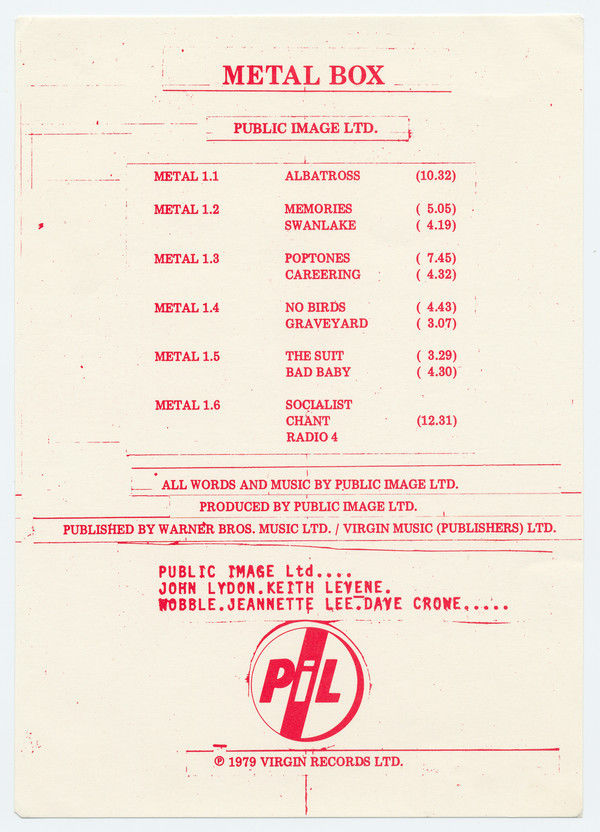 METAL BOX
PUBLIC IMAGE LTD.
METAL 1.1 ALBATROSS (10.32)
METAL 1.2 MEMORIES ( 5.05)
SWANLAKE ( 4.19)
METAL 1.3 POPTONES ( 7.45)
CAREERING ( 4.32)
METAL 1.4 NO BIRDS ( 4.43)
GRAVEYARD ( 3.07)
METAL 1.5 THE SUIT ( 3.29)
BAD BABY ( 4.30)
METAL 1.6 SOCIALIST
CHANT (12.31)
RADIO 4
ALL WORDS AND MUSIC BY PUBLIC IMAGE LTD.
PRODUCED BY PUBLIC IMAGE LTD.
PUBLISHED BY WARNER BROS. MUSIC LTD. / VIRGIN MUSIC (PUBLISHERS) LTD.
PUBLIC IMAGE Ltd....
JOHN LYDON.KEITH LEVENE.
WOBBLE.JEANNETTE LEE.DAVE CROWE.....
PiL
℗ 1979 VIRGIN RECORDS LTD.